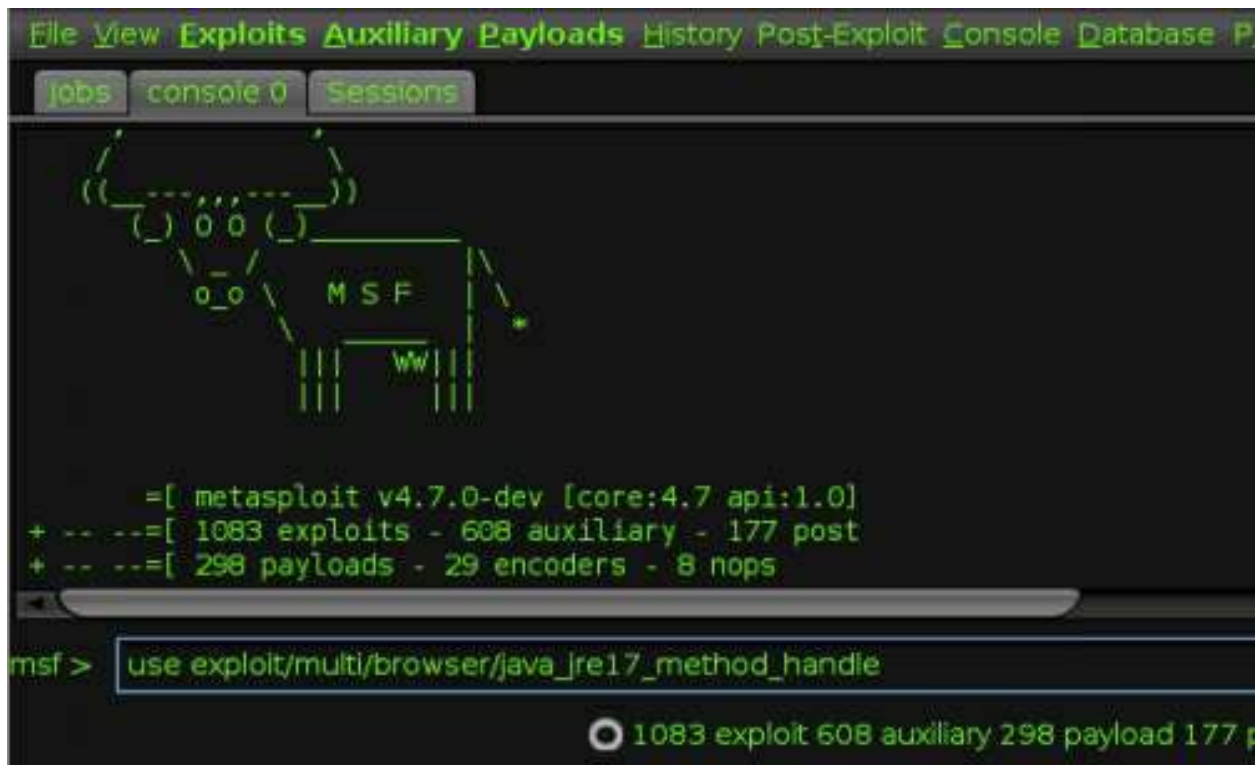 File View Exploits Auxiliary Payloads History Post-Exploit Console Database P
Jobs console 0 Sessions
M S F
=[ metasploit v4.7.0-dev [core:4.7 api:1.0]
+ -- --=[ 1083 exploits - 608 auxiliary - 177 post
+ -- --=[ 298 payloads - 29 encoders - 8 nops
msf > use exploit/multi/browser/java_jre17_method_handle
1083 exploit 608 auxiliary 298 payload 177 p